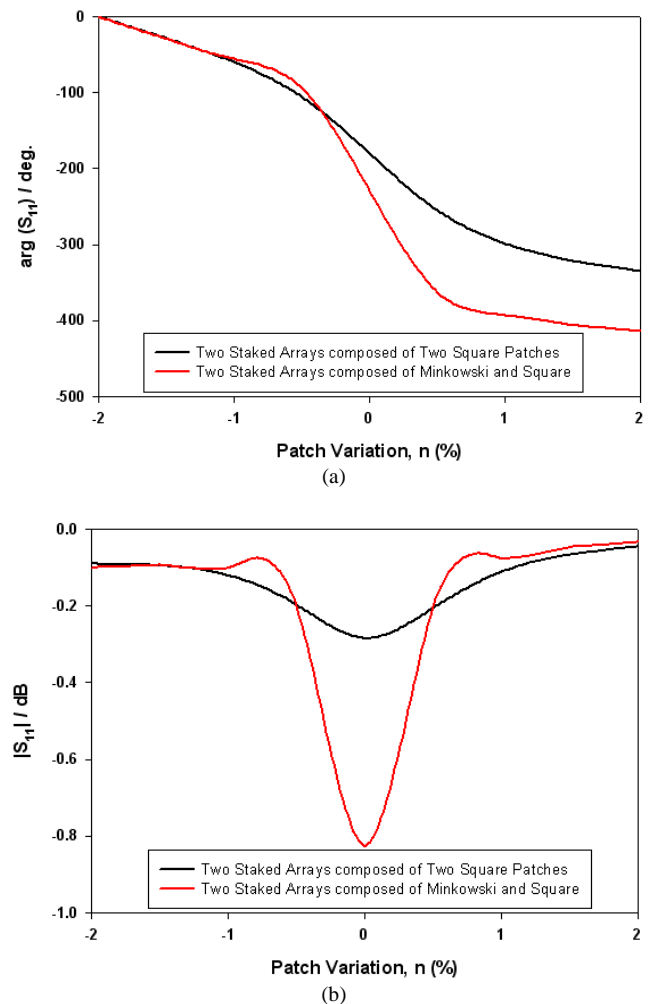 0
-100
-200
-300
-400
-500
arg (S11) / deg.
Two Staked Arrays composed of Two Square Patches
Two Staked Arrays composed of Minkowski and Square
-2
-1
0
1
2
Patch Variation, n (%)
(a)
0.0
-0.2
-0.4
-0.6
-0.8
-1.0
|S11| / dB
Two Staked Arrays composed of Two Square Patches
Two Staked Arrays composed of Minkowski and Square
-2
-1
0
1
2
Patch Variation, n (%)
(b)